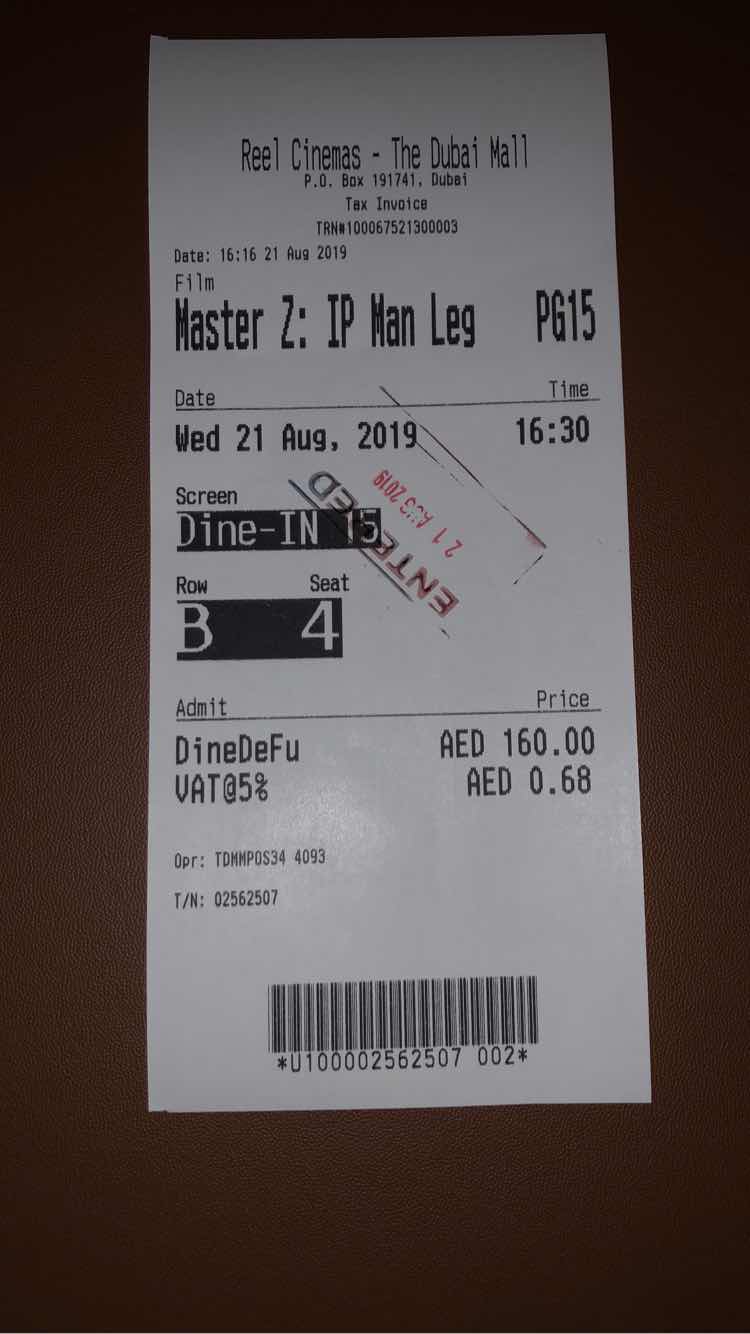 Reel Cinemas - The Dubai Mall
P.O. Box 191741, Dubai
Tax Invoice
TRN#100067521300003
Date: 16:16 21 Aug 2019
Film
Master Z: IP Man Leg PG15
Date Time
Wed 21 Aug, 2019 16:30
Screen
Dine-IN 15
Row Seat
B 4
ENTERED
21 AUG 2019
Admit Price
DineDeFu AED 160.00
VAT@5% AED 0.68
Opr: TDMMPOS34 4093
T/N: 02562507
*U100002562507 002*